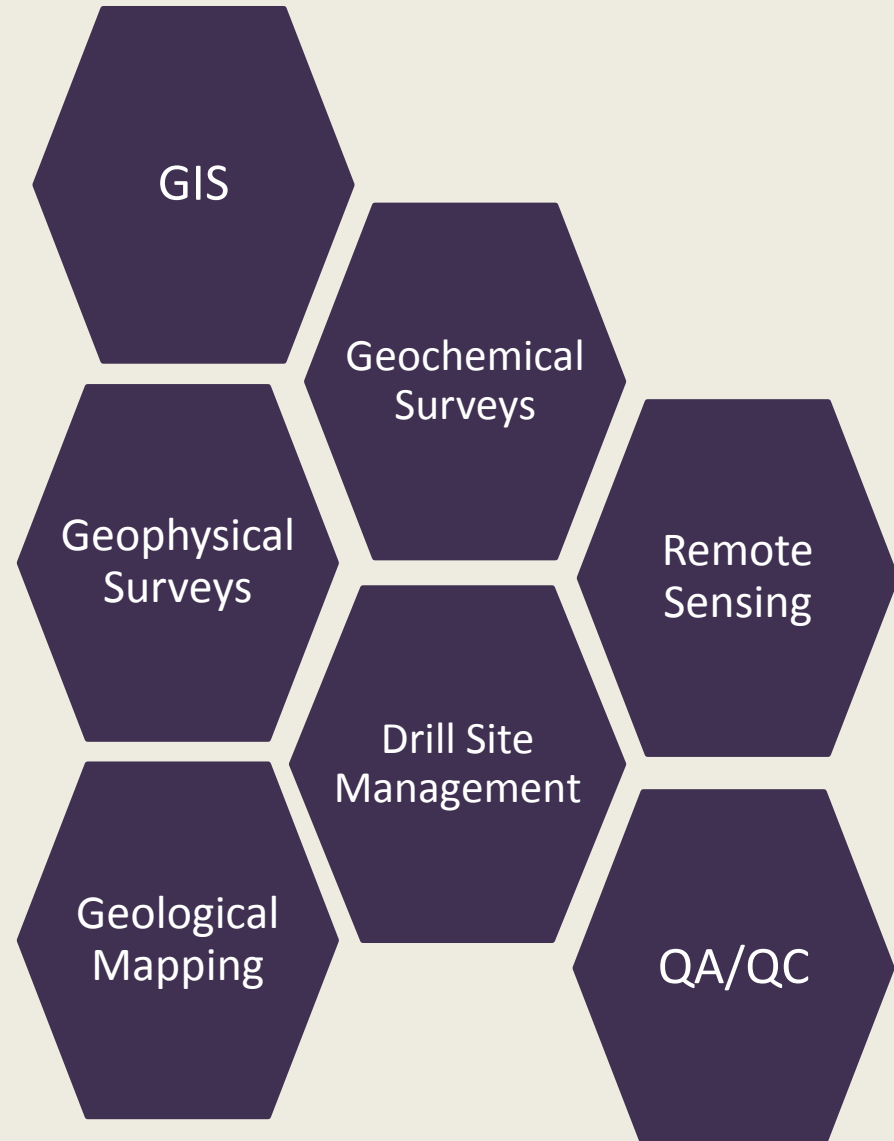 GIS
Geochemical
Surveys
Geophysical
Surveys
Remote
Sensing
Drill Site
Management
Geological
Mapping
QA/QC